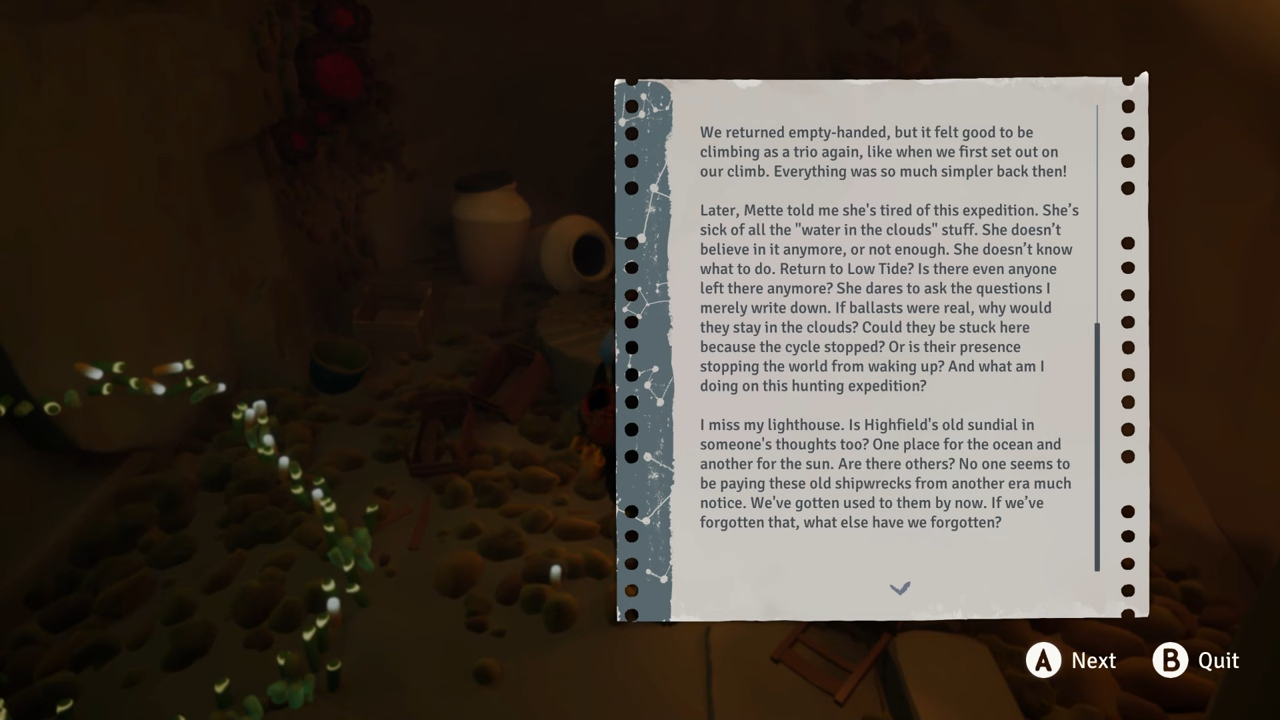 We returned empty-handed, but it felt good to be
climbing as a trio again, like when we first set out on
our climb. Everything was so much simpler back then!
Later, Mette told me she's tired of this expedition. She’s
sick of all the "water in the clouds" stuff. She doesn’t
believe in it anymore, or not enough. She doesn’t know
what to do. Return to Low Tide? Is there even anyone
left there anymore? She dares to ask the questions I
merely write down. If ballasts were real, why would
they stay in the clouds? Could they be stuck here
because the cycle stopped? Or is their presence
stopping the world from waking up? And what am I
doing on this hunting expedition?
I miss my lighthouse. Is Highfield's old sundial in
someone's thoughts too? One place for the ocean and
another for the sun. Are there others? No one seems to
be paying these old shipwrecks from another era much
notice. We've gotten used to them by now. If we’ve
forgotten that, what else have we forgotten?
A Next B Quit